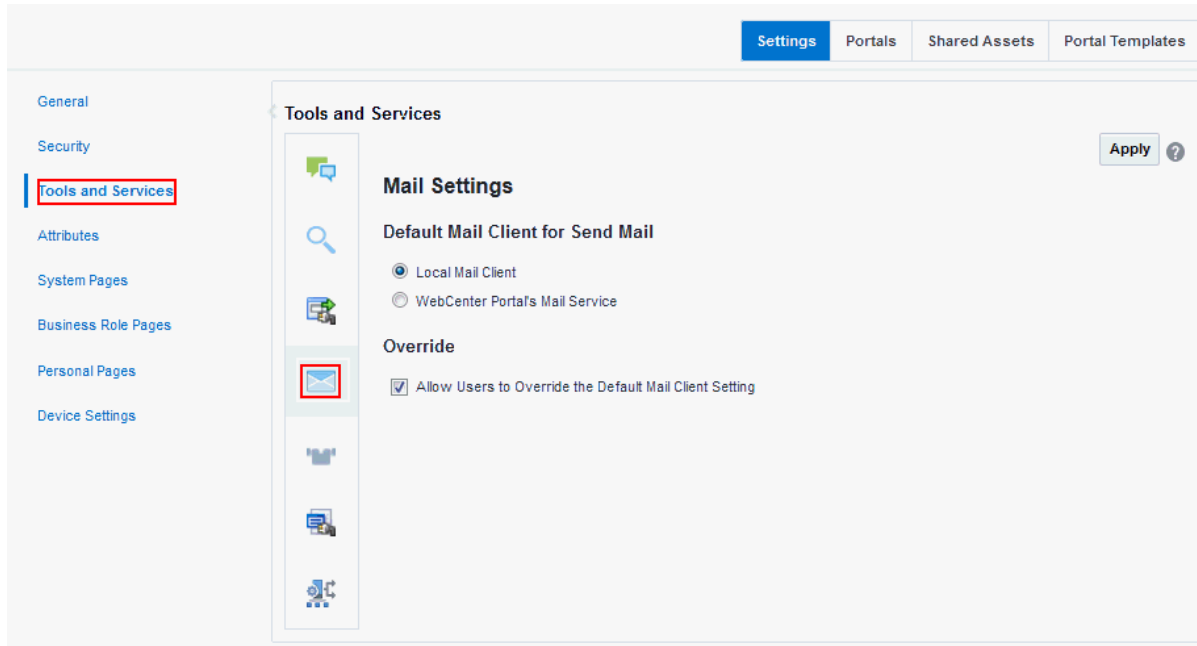 Settings Portals Shared Assets Portal Templates
General
Security
Tools and Services
Attributes
System Pages
Business Role Pages
Personal Pages
Device Settings
Tools and Services
Apply ?
Mail Settings
Default Mail Client for Send Mail
Local Mail Client
WebCenter Portal's Mail Service
Override
Allow Users to Override the Default Mail Client Setting